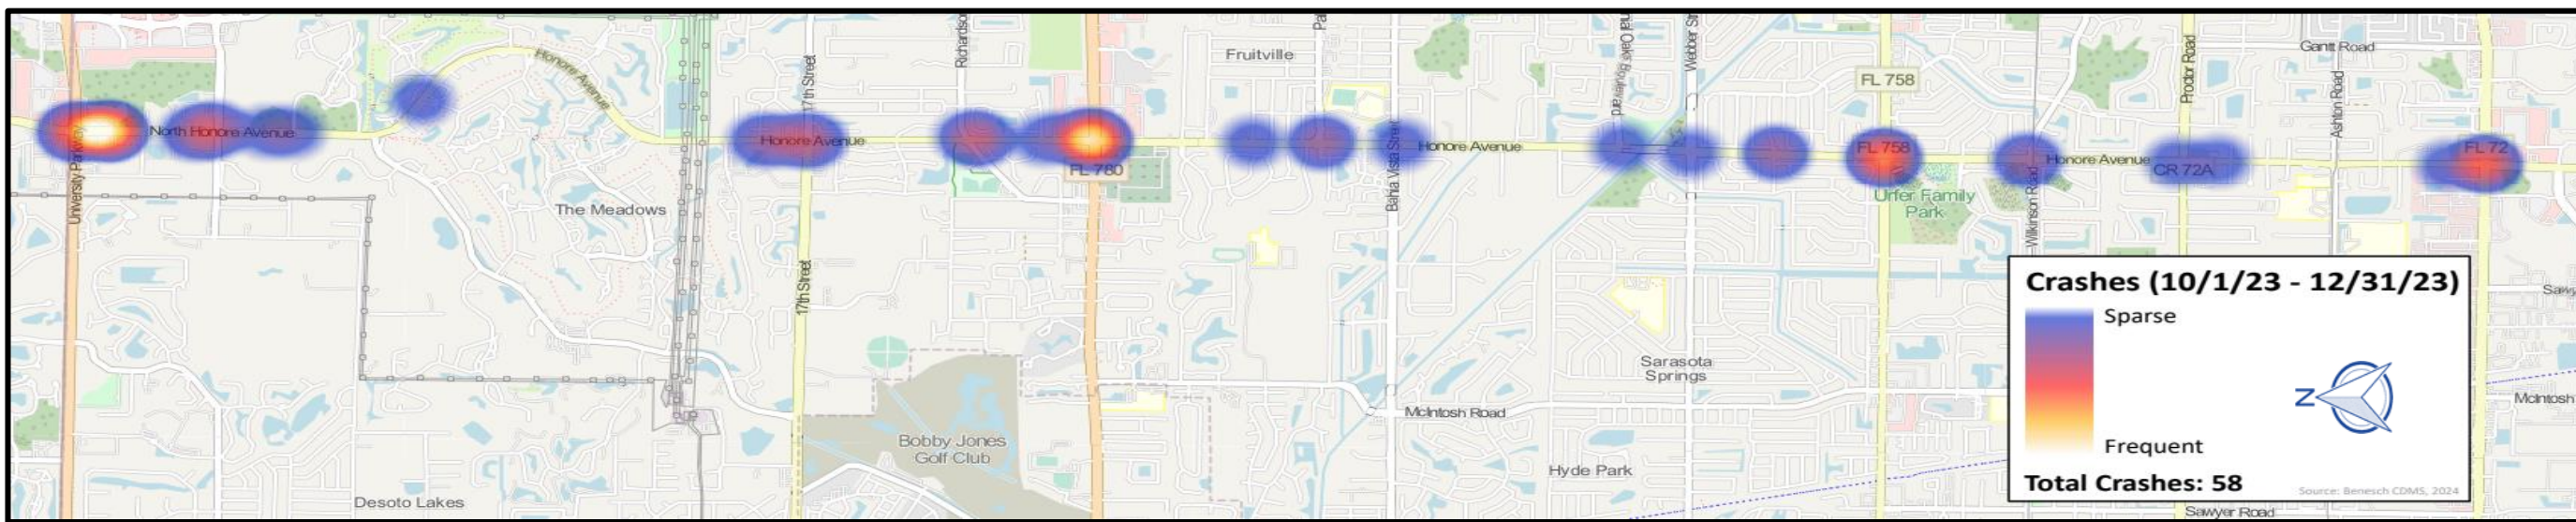 Honore Avenue
Richardson
17th Street
Fruitville
Webber
FL 758
Proctor Road
Gantt Road
Ashton Road
University Parkway
North Honore Avenue
Honore Avenue
FL 780
Bahia Vista Street
Honore Avenue
FL 758
Urfer Family
Park
Wilkinson Road
Honore Avenue
CR 72A
FL 72
The Meadows
17th Street
Sarasota
Springs
McIntosh Road
McIntosh
Bobby Jones
Golf Club
Hyde Park
Desoto Lakes
Sawyer Road
Crashes (10/1/23 - 12/31/23)
Sparse
Frequent
Z
Total Crashes: 58
Source: Benesch CDMS, 2024